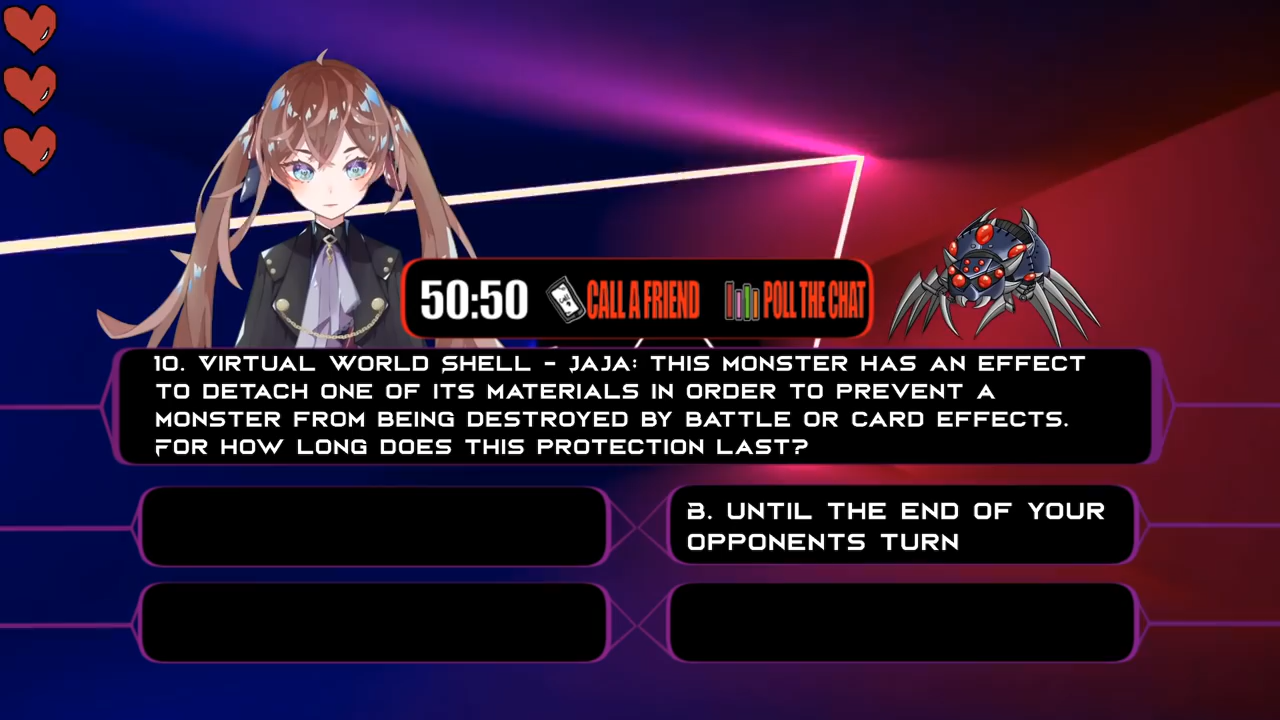 50:50
CALL A FRIEND
POLL THE CHAT
10. VIRTUAL WORLD SHELL - JAJA: THIS MONSTER HAS AN EFFECT
TO DETACH ONE OF ITS MATERIALS IN ORDER TO PREVENT A
MONSTER FROM BEING DESTROYED BY BATTLE OR CARD EFFECTS.
FOR HOW LONG DOES THIS PROTECTION LAST?
B. UNTIL THE END OF YOUR
OPPONENTS TURN